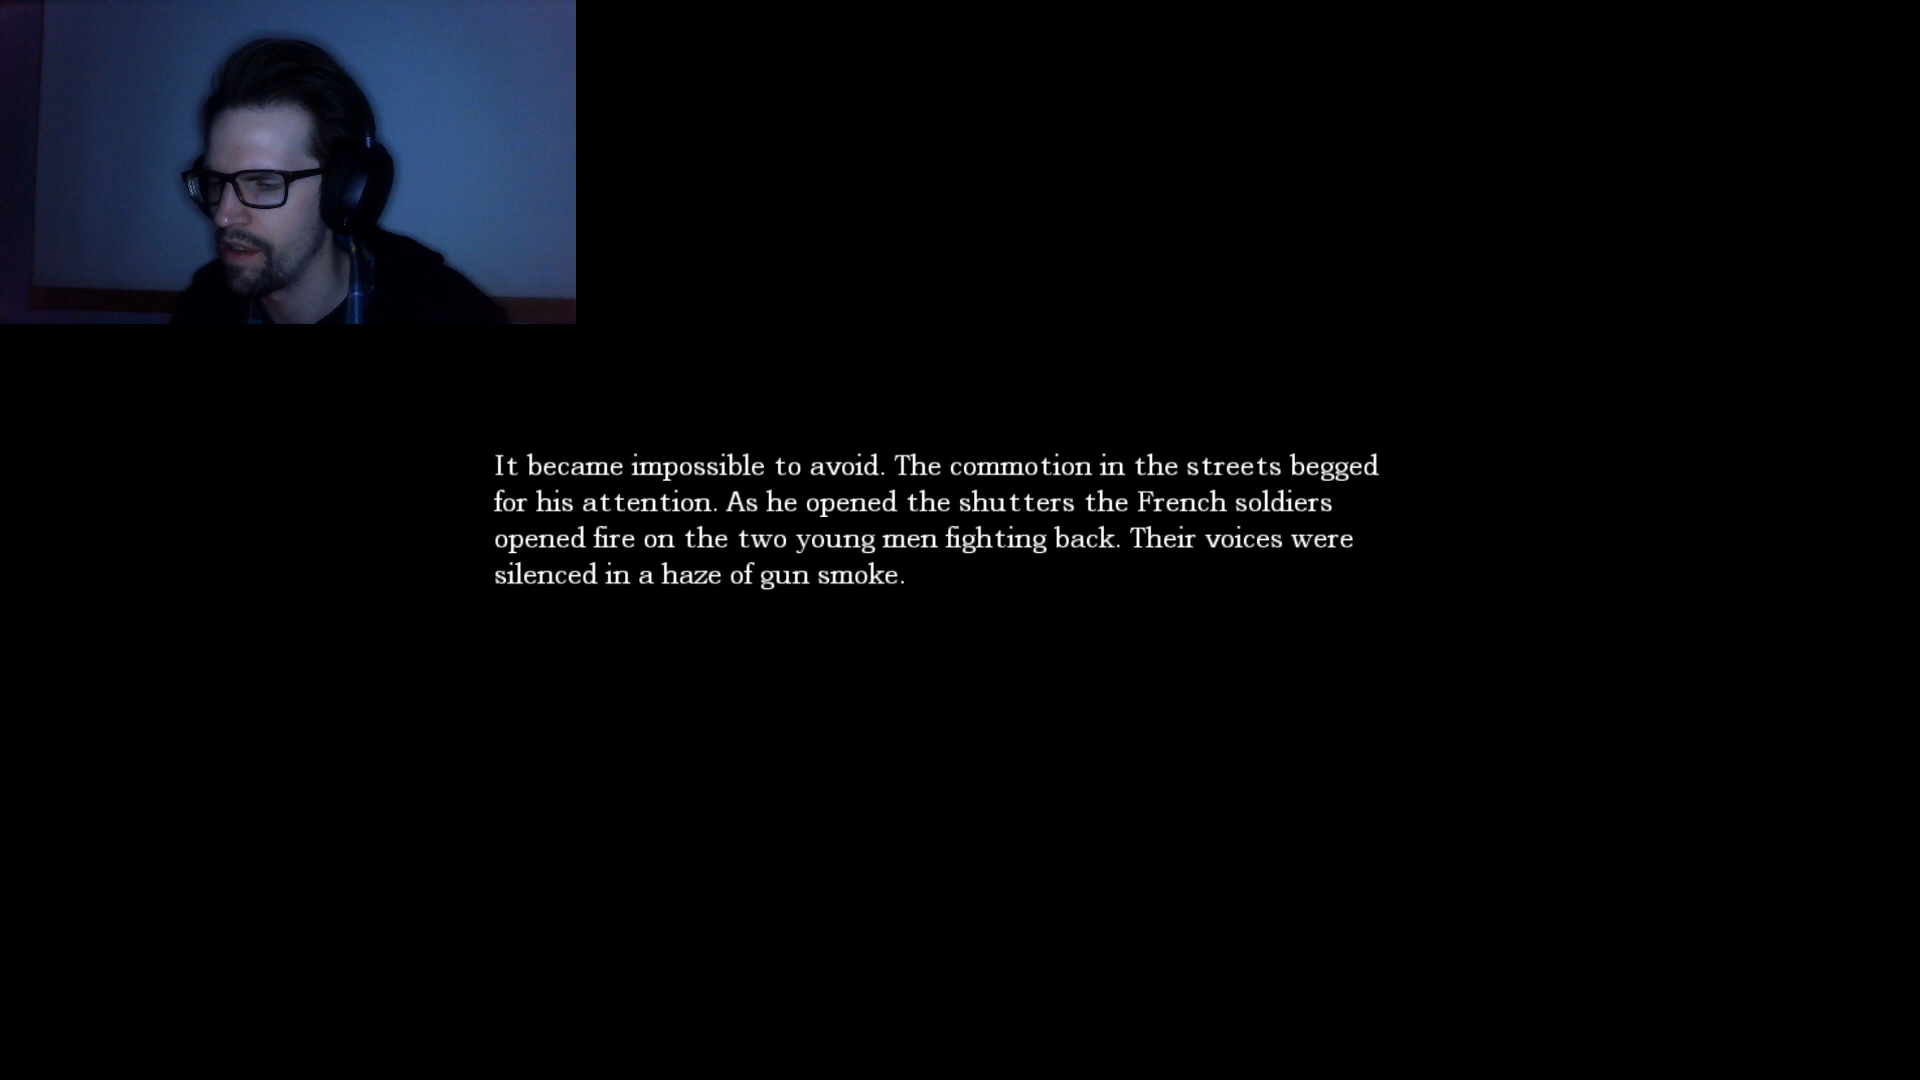 It became impossible to avoid. The commotion in the streets begged
for his attention. As he opened the shutters the French soldiers
opened fire on the two young men fighting back. Their voices were
silenced in a haze of gun smoke.